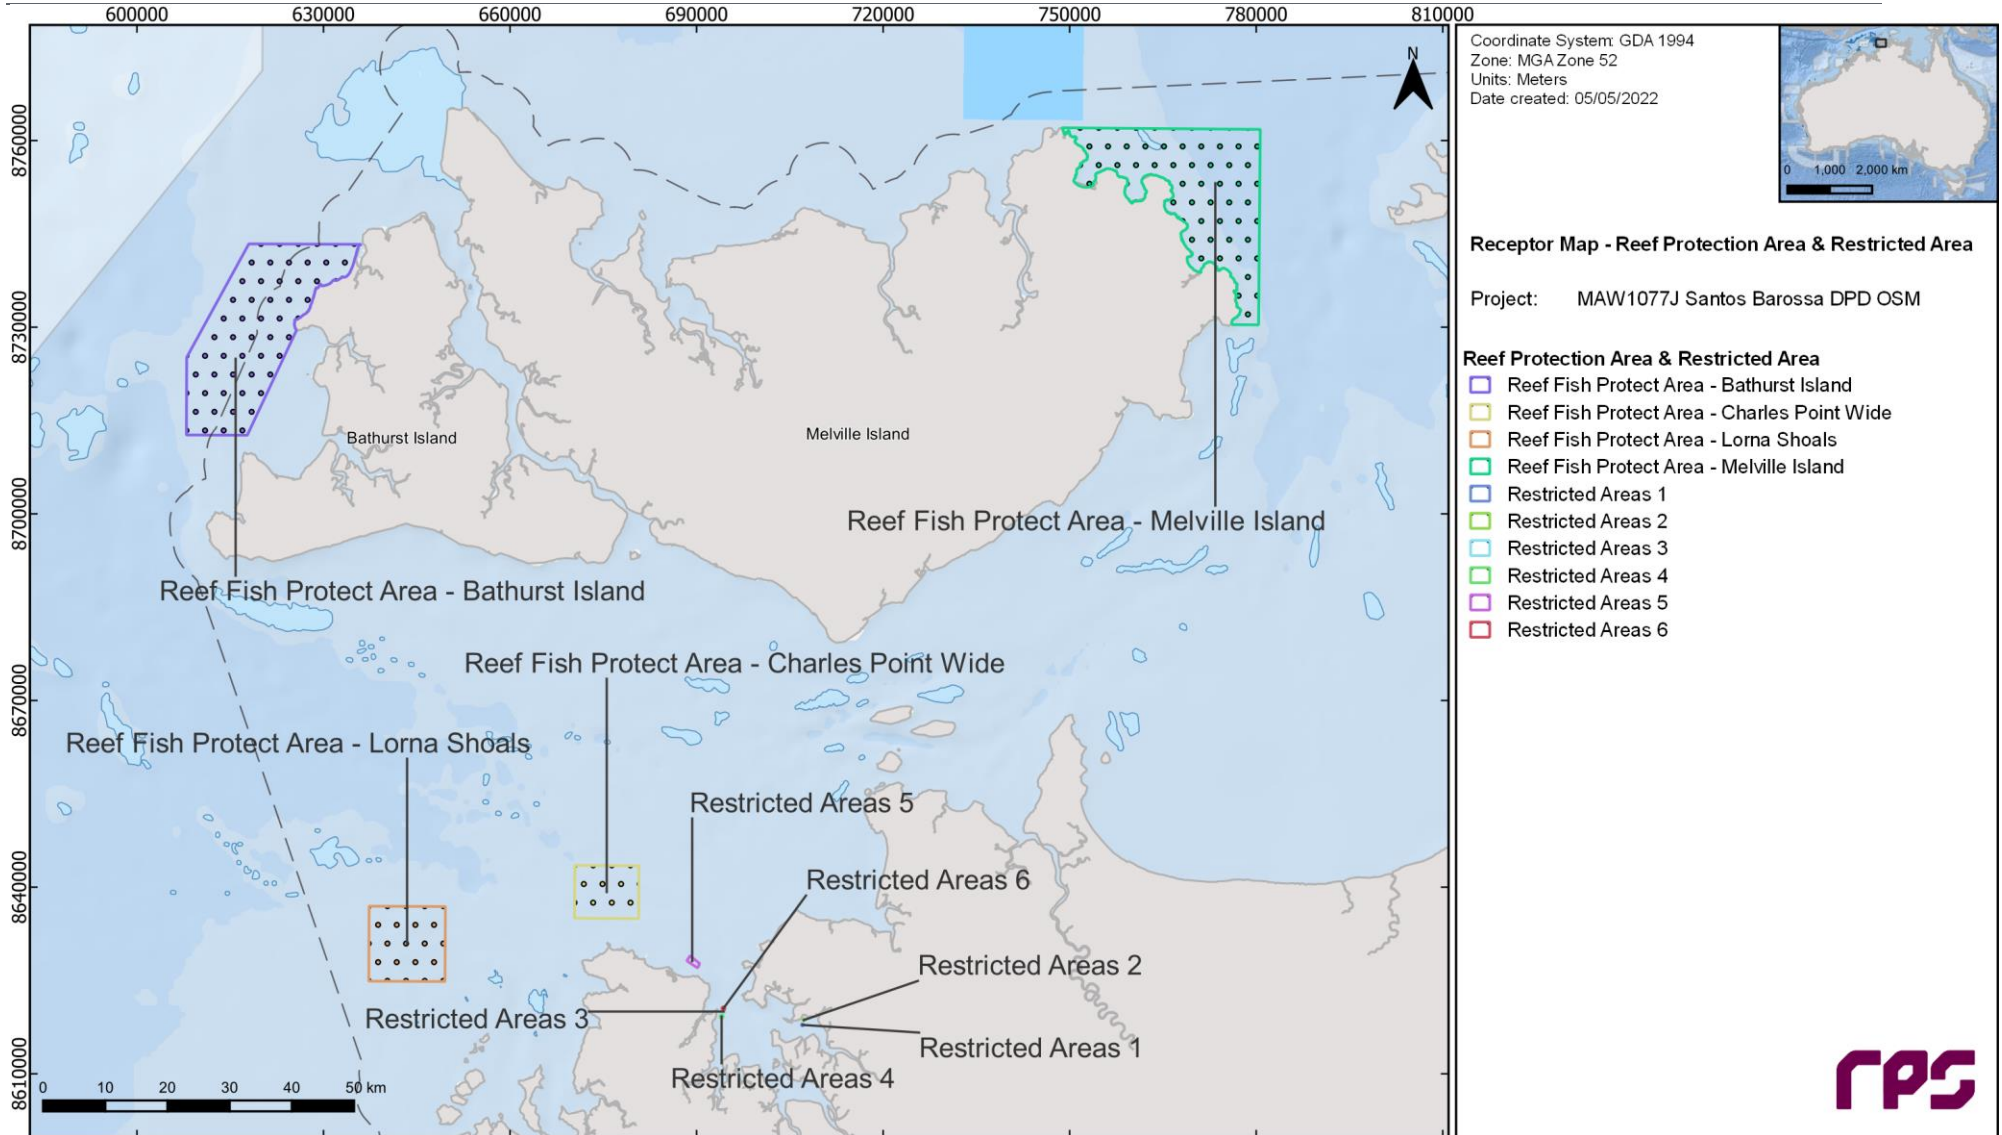 600000 630000 660000 690000 720000 750000 780000 810000
8760000
8730000
8700000
8670000
8640000
8610000
N
Bathurst Island
Melville Island
Reef Fish Protect Area - Melville Island
Reef Fish Protect Area - Bathurst Island
Reef Fish Protect Area - Charles Point Wide
Reef Fish Protect Area - Lorna Shoals
Restricted Areas 5
Restricted Areas 6
Restricted Areas 2
Restricted Areas 3
Restricted Areas 1
Restricted Areas 4
0 10 20 30 40 50 km
Coordinate System: GDA 1994
Zone: MGA Zone 52
Units: Meters
Date created: 05/05/2022
0 1,000 2,000 km
Receptor Map - Reef Protection Area & Restricted Area
Project: MAW1077J Santos Barossa DPD OSM
Reef Protection Area & Restricted Area
Reef Fish Protect Area - Bathurst Island
Reef Fish Protect Area - Charles Point Wide
Reef Fish Protect Area - Lorna Shoals
Reef Fish Protect Area - Melville Island
Restricted Areas 1
Restricted Areas 2
Restricted Areas 3
Restricted Areas 4
Restricted Areas 5
Restricted Areas 6
rps